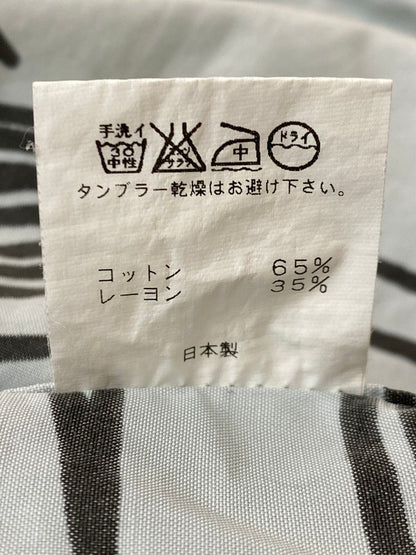 手洗イ
30
中性
エンソ
サラシ
中
ドライ
タンブラー乾燥はお避け下さい。
コットン 65%
レーヨン 35%
日本製